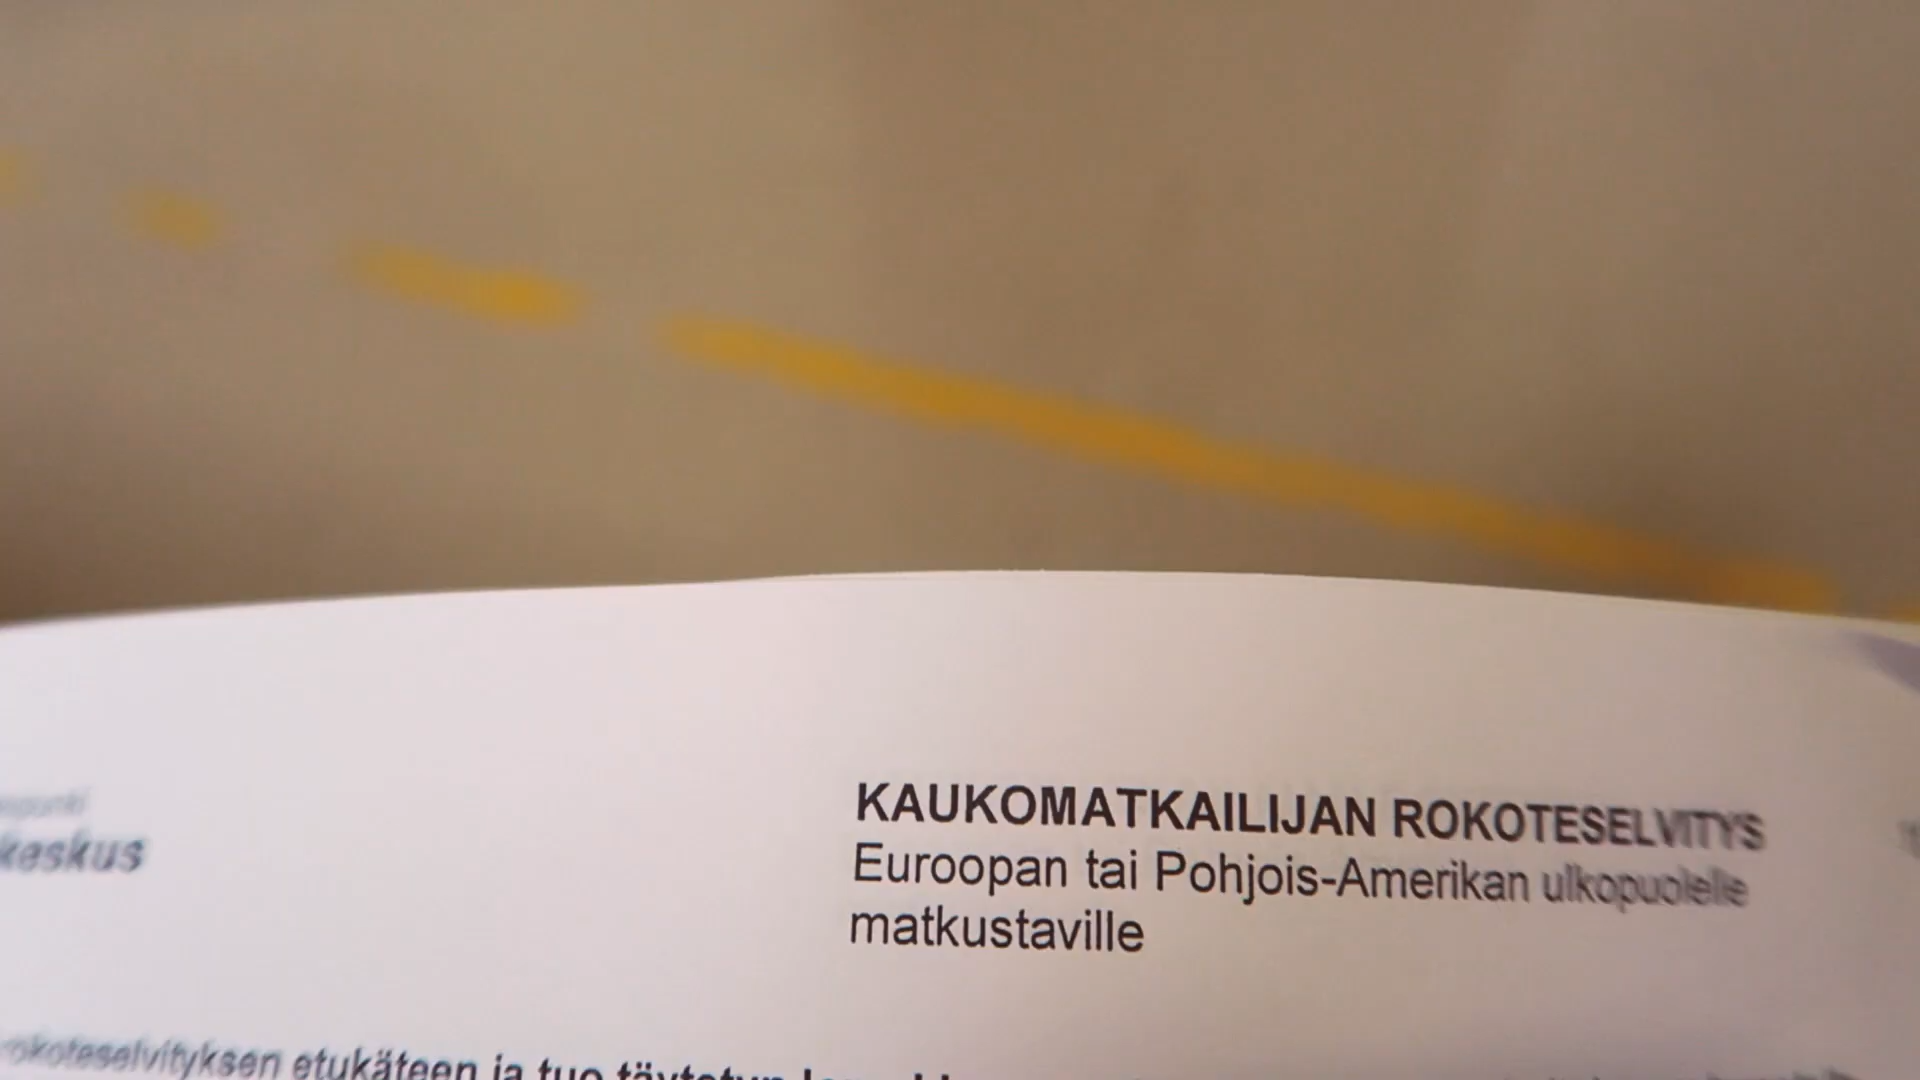 keskus
KAUKOMATKAILIJAN ROKOTESELVITYS
Euroopan tai Pohjois-Amerikan ulkopuolelle
matkustaville
rokoteselvityksen etukäteen ja tuo täytetyn